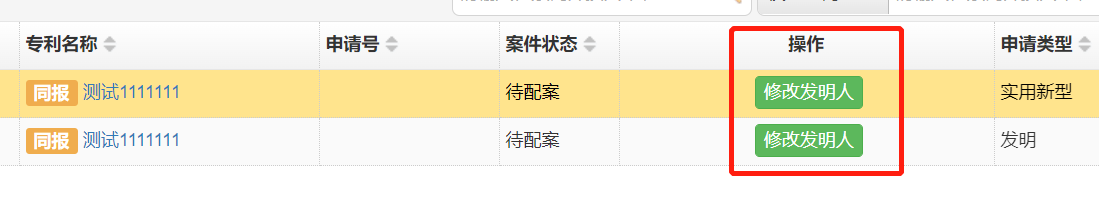 专利名称 申请号 案件状态 操作 申请类型
同报 测试1111111 待配案 修改发明人 实用新型
同报 测试1111111 待配案 修改发明人 发明